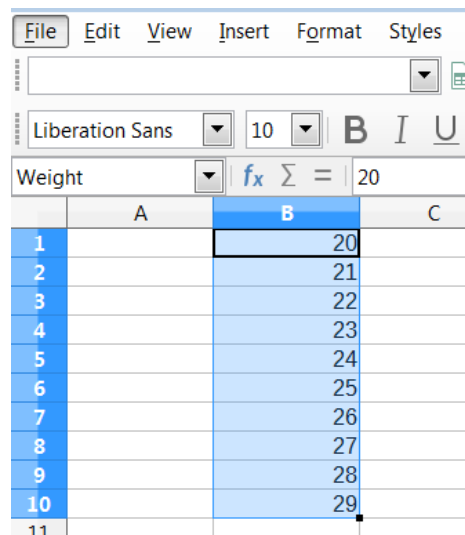 File Edit View Insert Format Styles
Liberation Sans 10 B I U
Weight fx Σ = 20
A B C
1 20
2 21
3 22
4 23
5 24
6 25
7 26
8 27
9 28
10 29
11